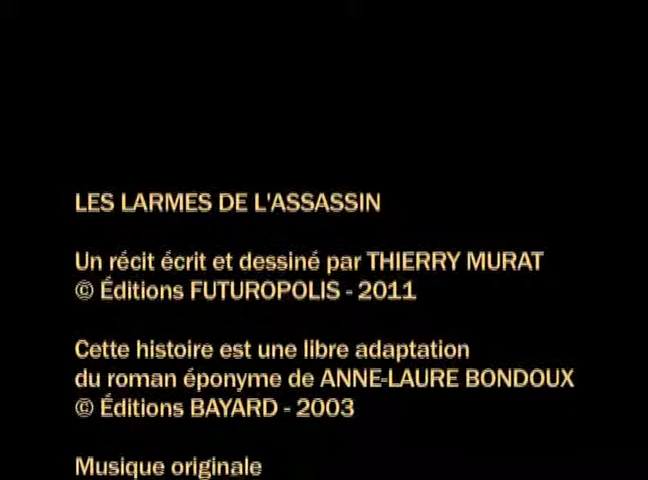 LES LARMES DE L'ASSASSIN
Un récit écrit et dessiné par THIERRY MURAT
© Éditions FUTUROPOLIS - 2011
Cette histoire est une libre adaptation
du roman éponyme de ANNE-LAURE BONDOUX
© Éditions BAYARD - 2003
Musique originale